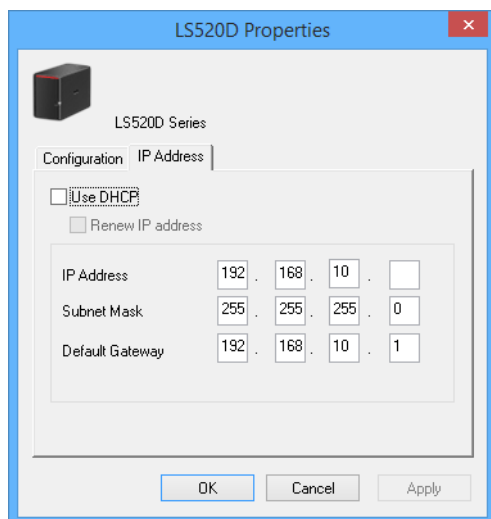 LS520D Properties
LS520D Series
Configuration IP Address
Use DHCP
Renew IP address
IP Address 192 . 168 . 10 .
Subnet Mask 255 . 255 . 255 . 0
Default Gateway 192 . 168 . 10 . 1
OK Cancel Apply